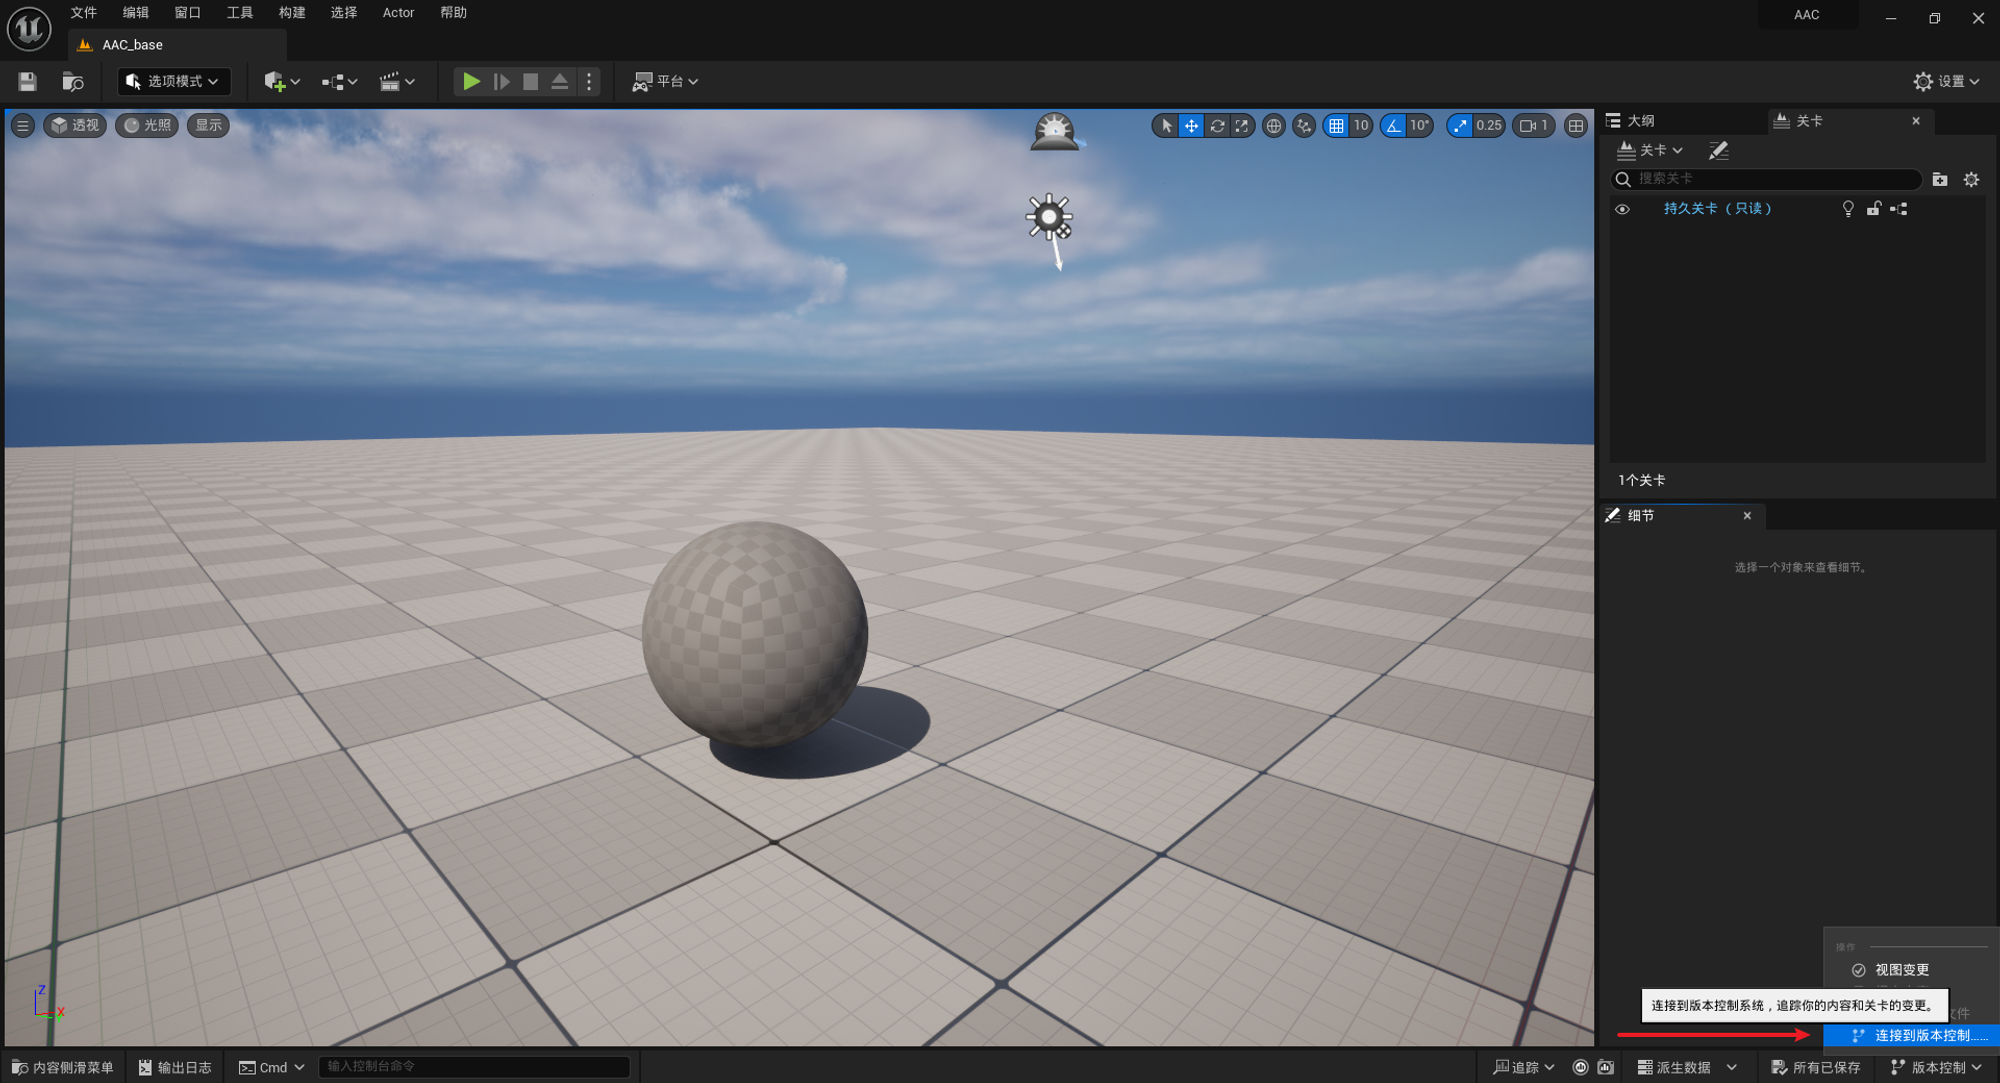 文件 编辑 窗口 工具 构建 选择 Actor 帮助
AAC
AAC_base
选项模式
平台
设置
透视 光照 显示
10 10° 0.25 1
大纲
关卡
关卡
搜索关卡
持久关卡（只读）
1个关卡
细节
选择一个对象来查看细节。
Z
X
操作
视图变更
连接到版本控制系统，追踪你的内容和关卡的变更。
文件
连接到版本控制......
内容侧滑菜单 输出日志 Cmd 输入控制台命令 追踪 派生数据 所有已保存 版本控制